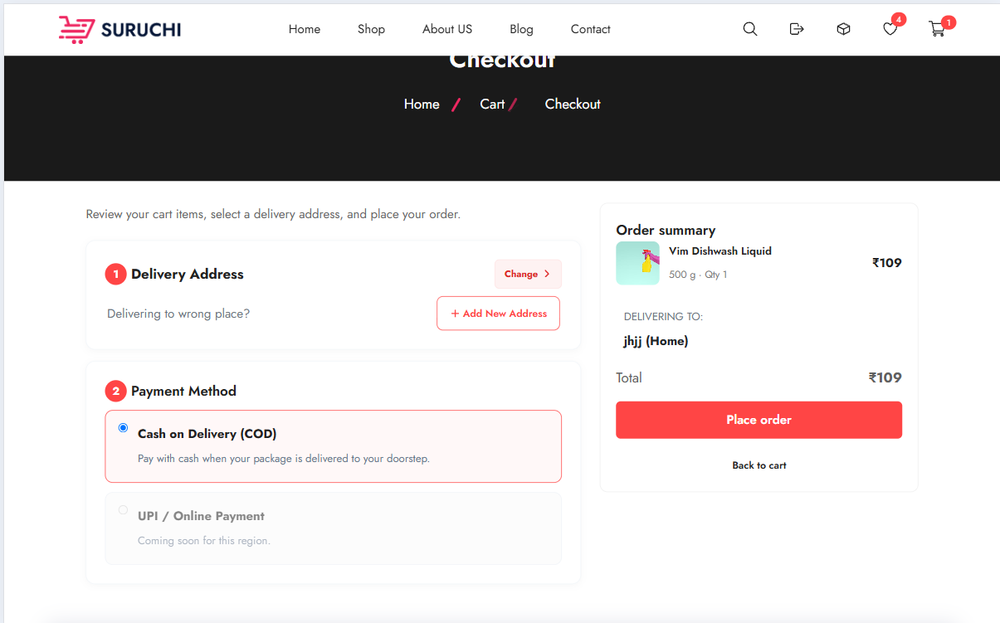 SURUCHI
Home Shop About US Blog Contact
4
1
Checkout
Home / Cart / Checkout
Review your cart items, select a delivery address, and place your order.
1 Delivery Address
Change >
Delivering to wrong place?
+ Add New Address
2 Payment Method
Cash on Delivery (COD)
Pay with cash when your package is delivered to your doorstep.
UPI / Online Payment
Coming soon for this region.
Order summary
Vim Dishwash Liquid
500 g · Qty 1
₹109
DELIVERING TO:
jhjj (Home)
Total ₹109
Place order
Back to cart